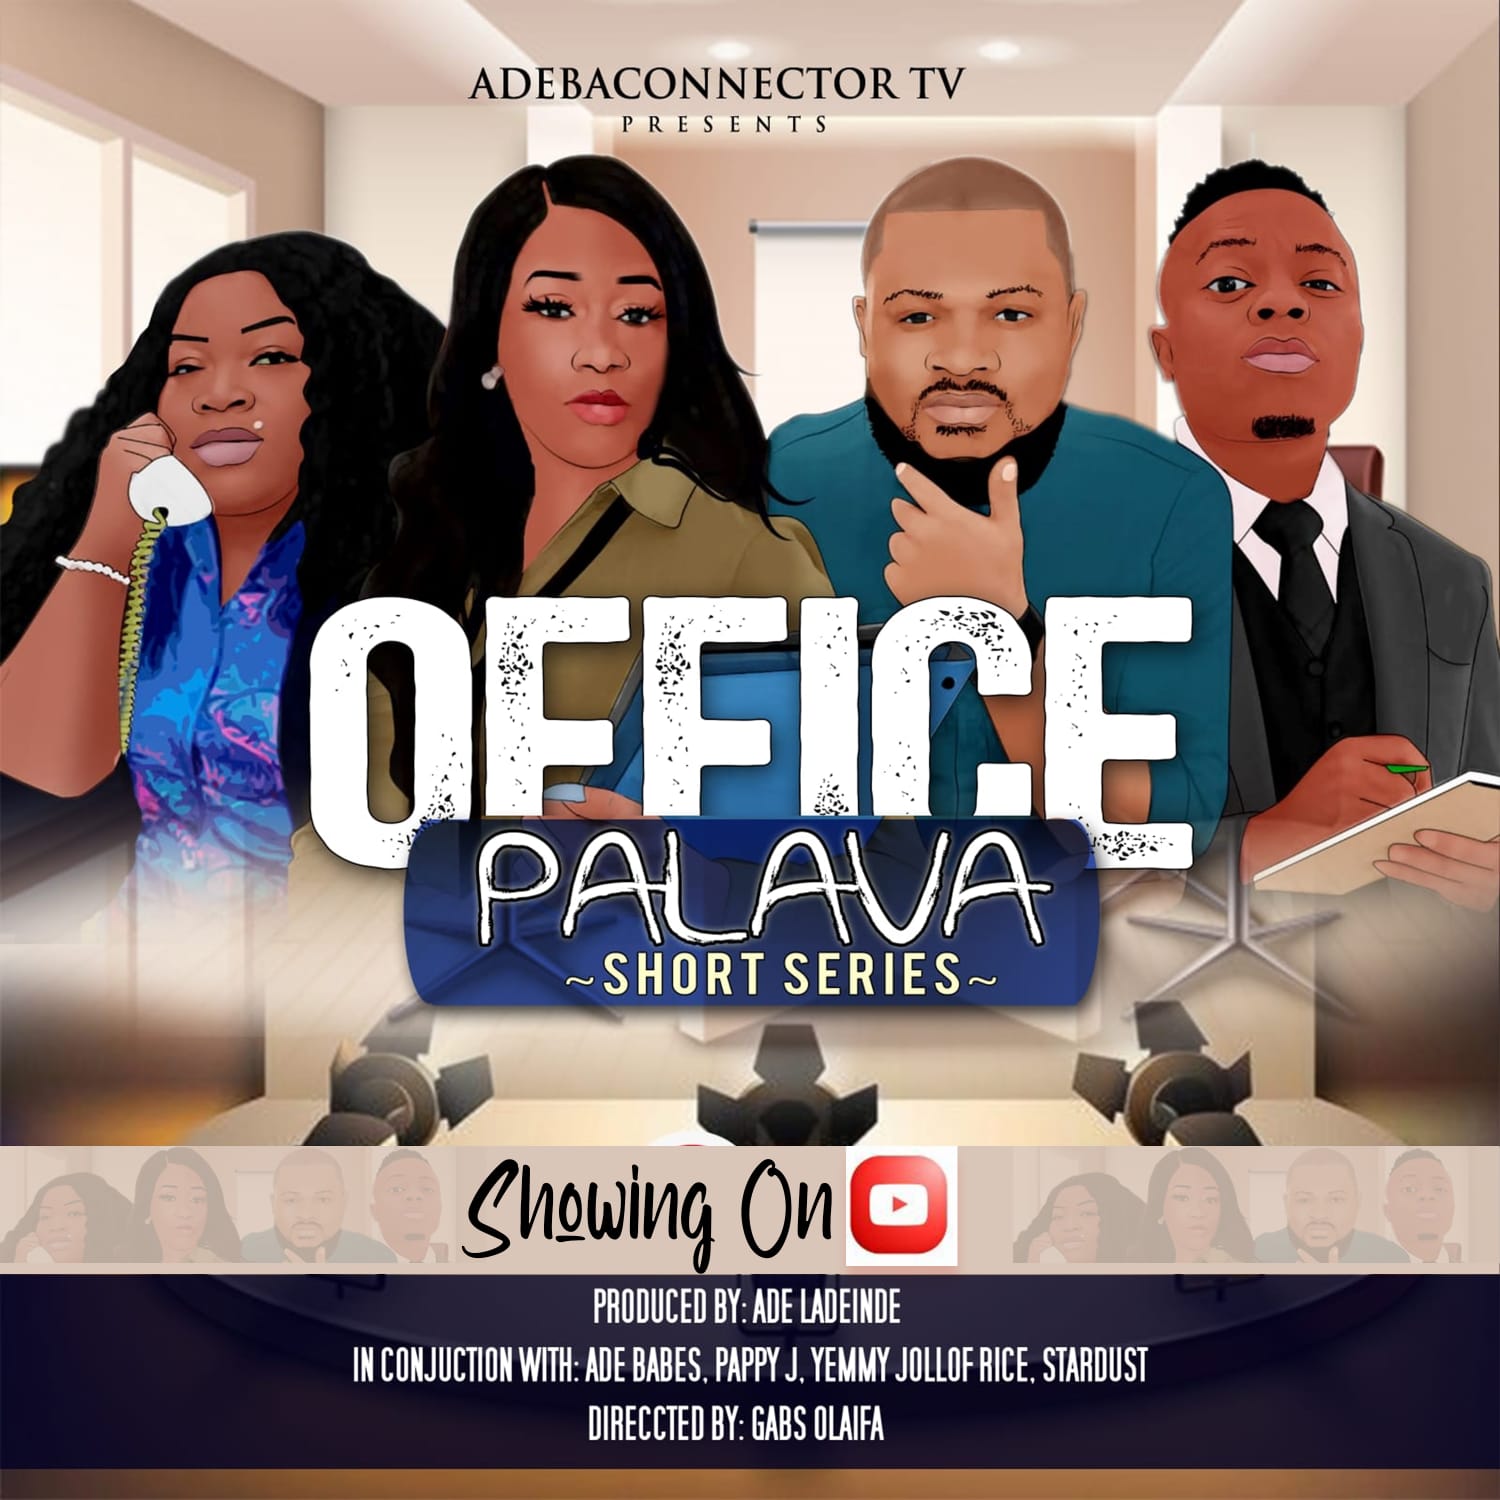 ADEBACONNECTOR TV
PRESENTS
OFFICE
PALAVA
~SHORT SERIES~
Showing On
PRODUCED BY: ADE LADEINDE
IN CONJUCTION WITH: ADE BABES, PAPPY J, YEMMY JOLLOF RICE, STARDUST
DIRECCTED BY: GABS OLAIFA